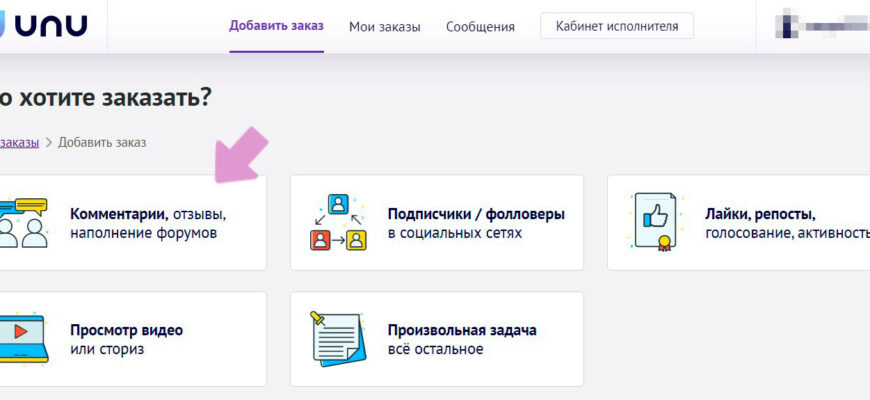 unu
Добавить заказ
Мои заказы
Сообщения
Кабинет исполнителя
о хотите заказать?
заказы > Добавить заказ
Комментарии, отзывы,
наполнение форумов
Подписчики / фолловеры
в социальных сетях
Лайки, репосты,
голосование, активность
Просмотр видео
или сториз
Произвольная задача
всё остальное